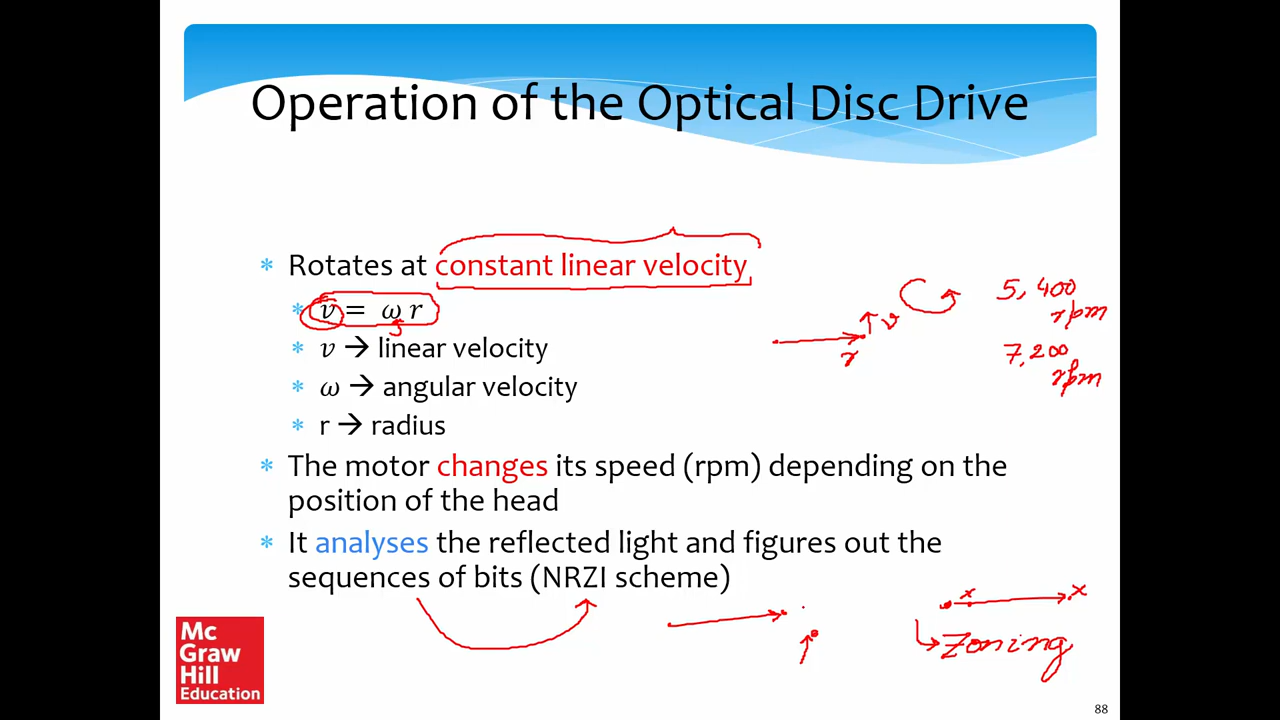 Operation of the Optical Disc Drive
* Rotates at constant linear velocity
* v = ω r
* v → linear velocity
* ω → angular velocity
* r → radius
* The motor changes its speed (rpm) depending on the
position of the head
* It analyses the reflected light and figures out the
sequences of bits (NRZI scheme)
v
r
5,400
rpm
7,200
rpm
x x
Zoning
Mc
Graw
Hill
Education
88